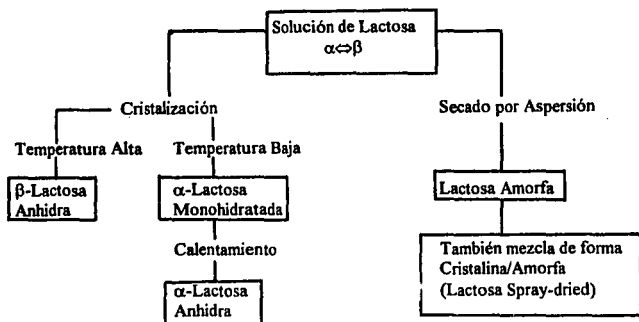 Solución de Lactosa
α⇔β
Cristalización
Secado por Aspersión
Temperatura Alta
Temperatura Baja
β-Lactosa
Anhidra
α-Lactosa
Monohidratada
Lactosa Amorfa
Calentamiento
α-Lactosa
Anhidra
También mezcla de forma
Cristalina/Amorfa
(Lactosa Spray-dried)